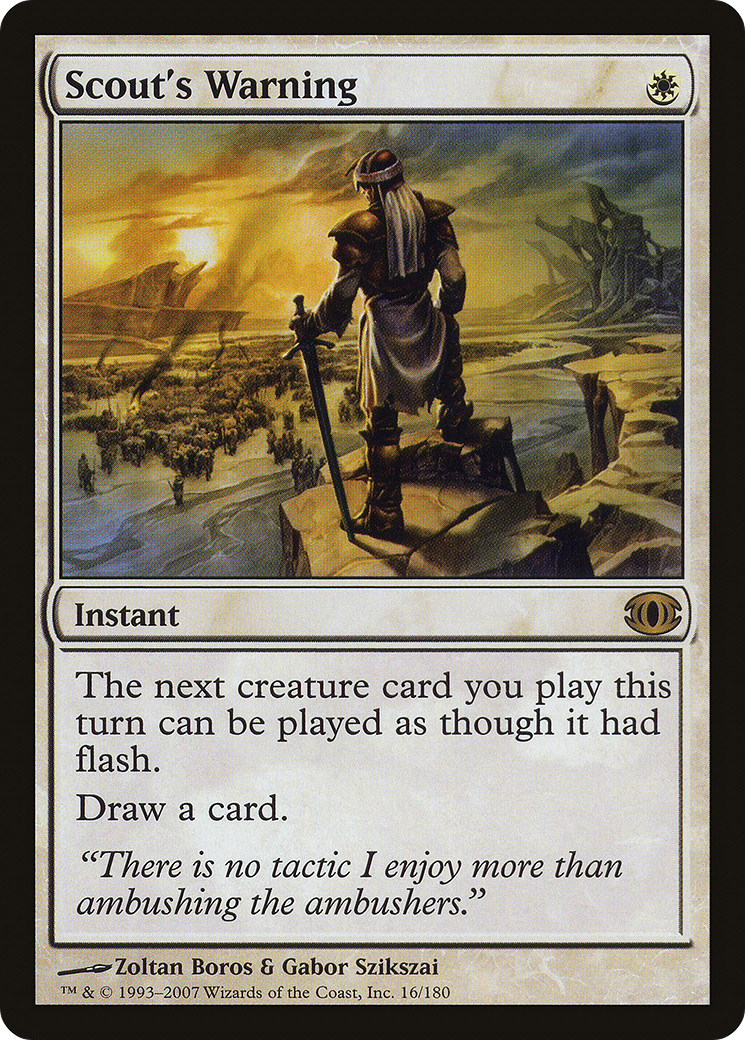 Scout's Warning
Instant
The next creature card you play this
turn can be played as though it had
flash.
Draw a card.
“There is no tactic I enjoy more than
ambushing the ambushers.”
Zoltan Boros & Gabor Szikszai
™ & © 1993–2007 Wizards of the Coast, Inc. 16/180